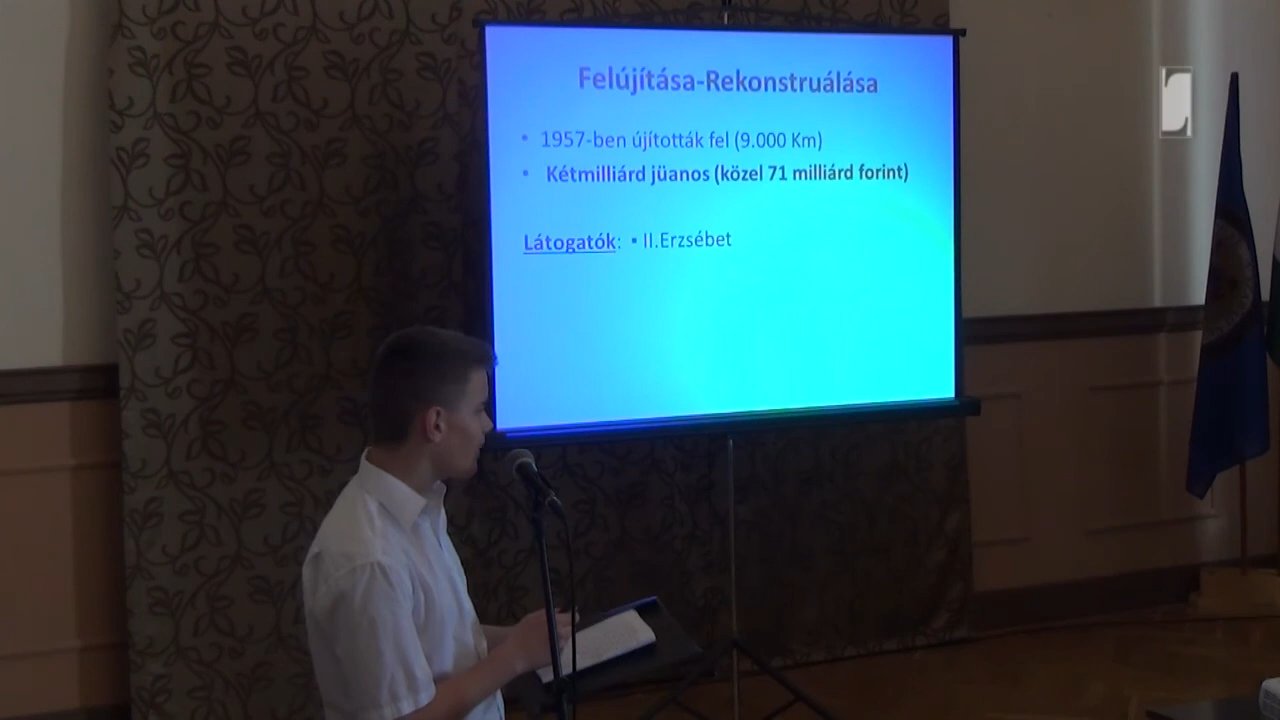 Felújítása-Rekonstruálása
• 1957-ben újították fel (9.000 Km)
• Kétmilliárd jüanos (közel 71 milliárd forint)
Látogatók: ▪ II.Erzsébet